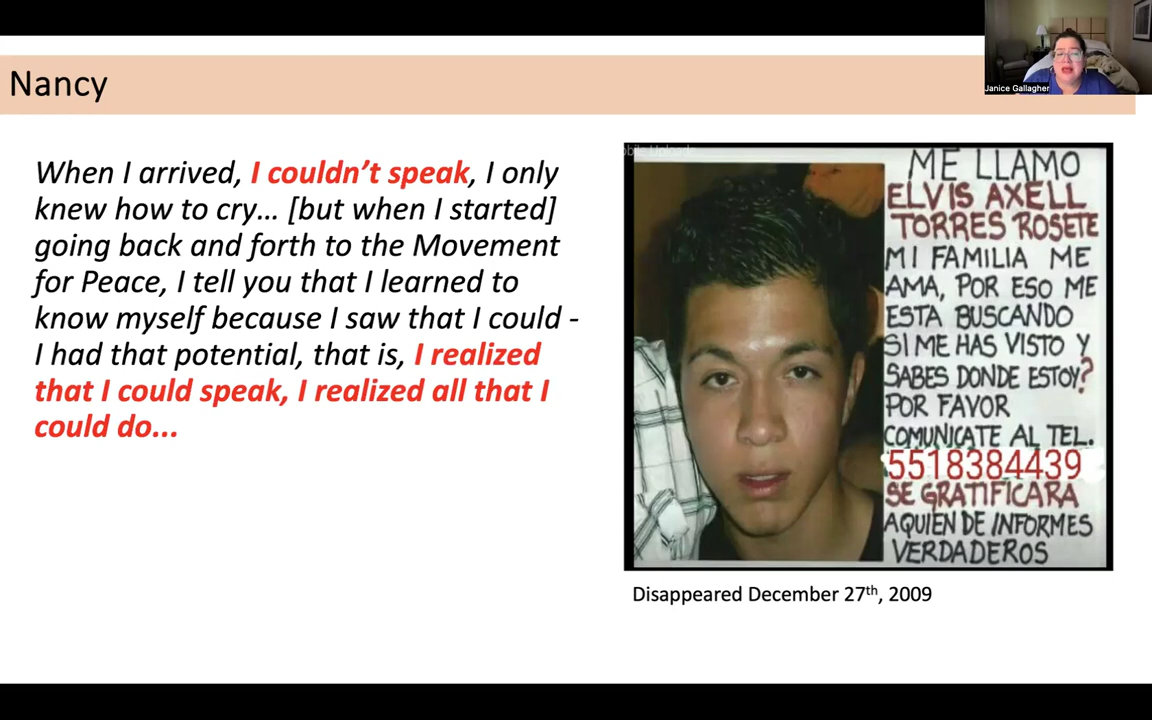 Nancy
Janice Gallagher
When I arrived, I couldn’t speak, I only
knew how to cry… [but when I started]
going back and forth to the Movement
for Peace, I tell you that I learned to
know myself because I saw that I could -
I had that potential, that is, I realized
that I could speak, I realized all that I
could do...
ME LLAMO
ELVIS AXELL
TORRES ROSETE
MI FAMILIA ME
AMA, POR ESO ME
ESTA BUSCANDO
SI ME HAS VISTO Y
SABES DONDE ESTOY?
POR FAVOR
COMUNICATE AL TEL.
5518384439
SE GRATIFICARA
AQUIEN DE INFORMES
VERDADEROS
Disappeared December 27th, 2009